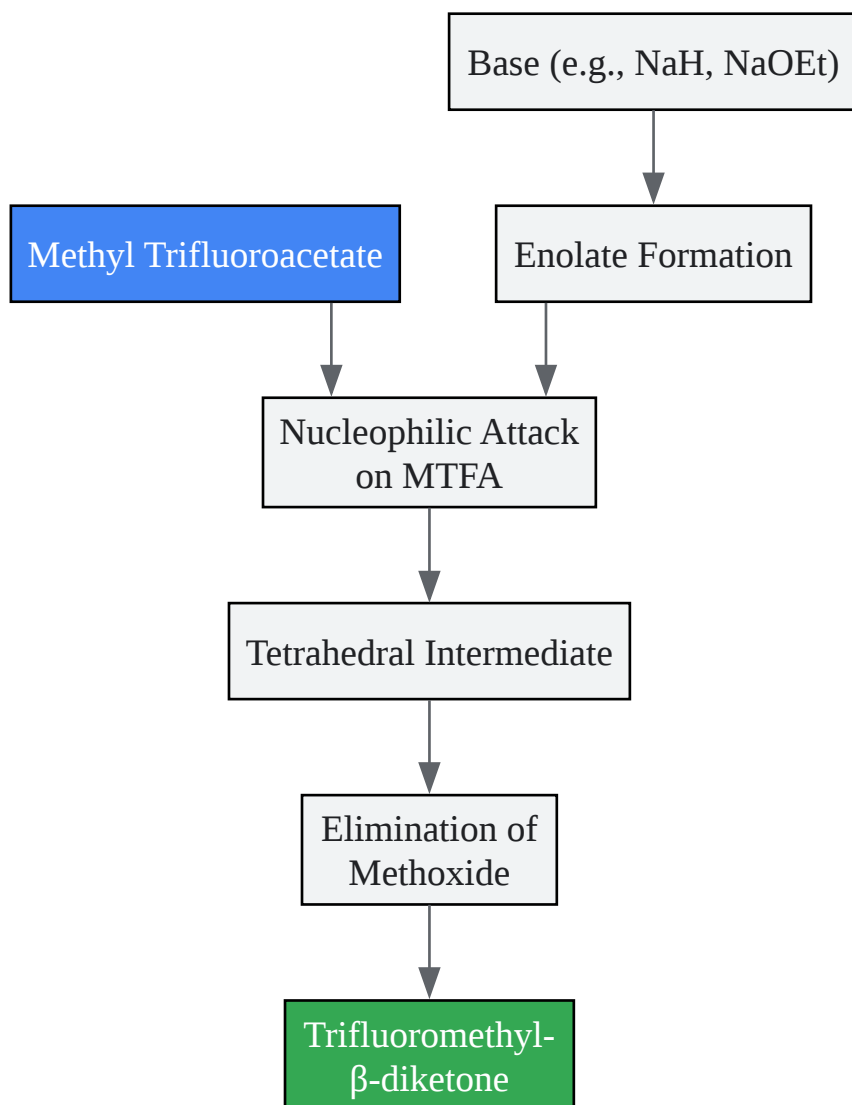 Base (e.g., NaH, NaOEt)
Methyl Trifluoroacetate
Enolate Formation
Nucleophilic Attack
on MTFA
Tetrahedral Intermediate
Elimination of
Methoxide
Trifluoromethyl-
β-diketone